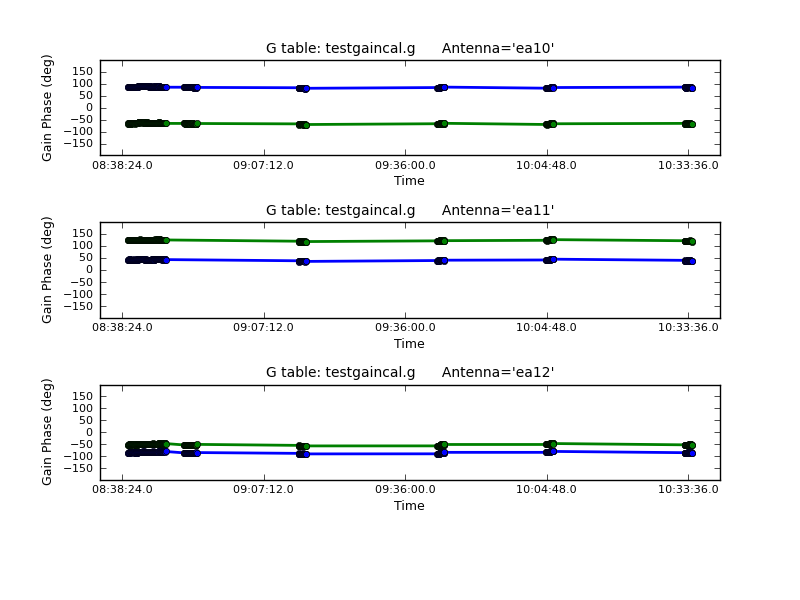 G table: testgaincal.g Antenna='ea10'
Gain Phase (deg)
150
100
50
0
−50
−100
−150
08:38:24.0 09:07:12.0 09:36:00.0 10:04:48.0 10:33:36.0
Time
G table: testgaincal.g Antenna='ea11'
Gain Phase (deg)
150
100
50
0
−50
−100
−150
08:38:24.0 09:07:12.0 09:36:00.0 10:04:48.0 10:33:36.0
Time
G table: testgaincal.g Antenna='ea12'
Gain Phase (deg)
150
100
50
0
−50
−100
−150
08:38:24.0 09:07:12.0 09:36:00.0 10:04:48.0 10:33:36.0
Time